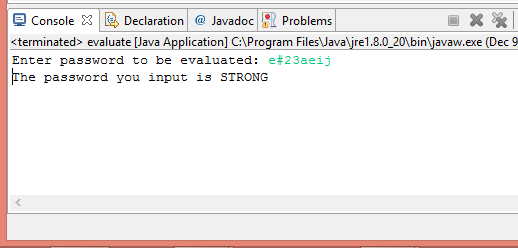 Console Declaration @ Javadoc Problems
<terminated> evaluate [Java Application] C:\Program Files\Java\jre1.8.0_20\bin\javaw.exe (Dec 9
Enter password to be evaluated: e#23aeij
The password you input is STRONG